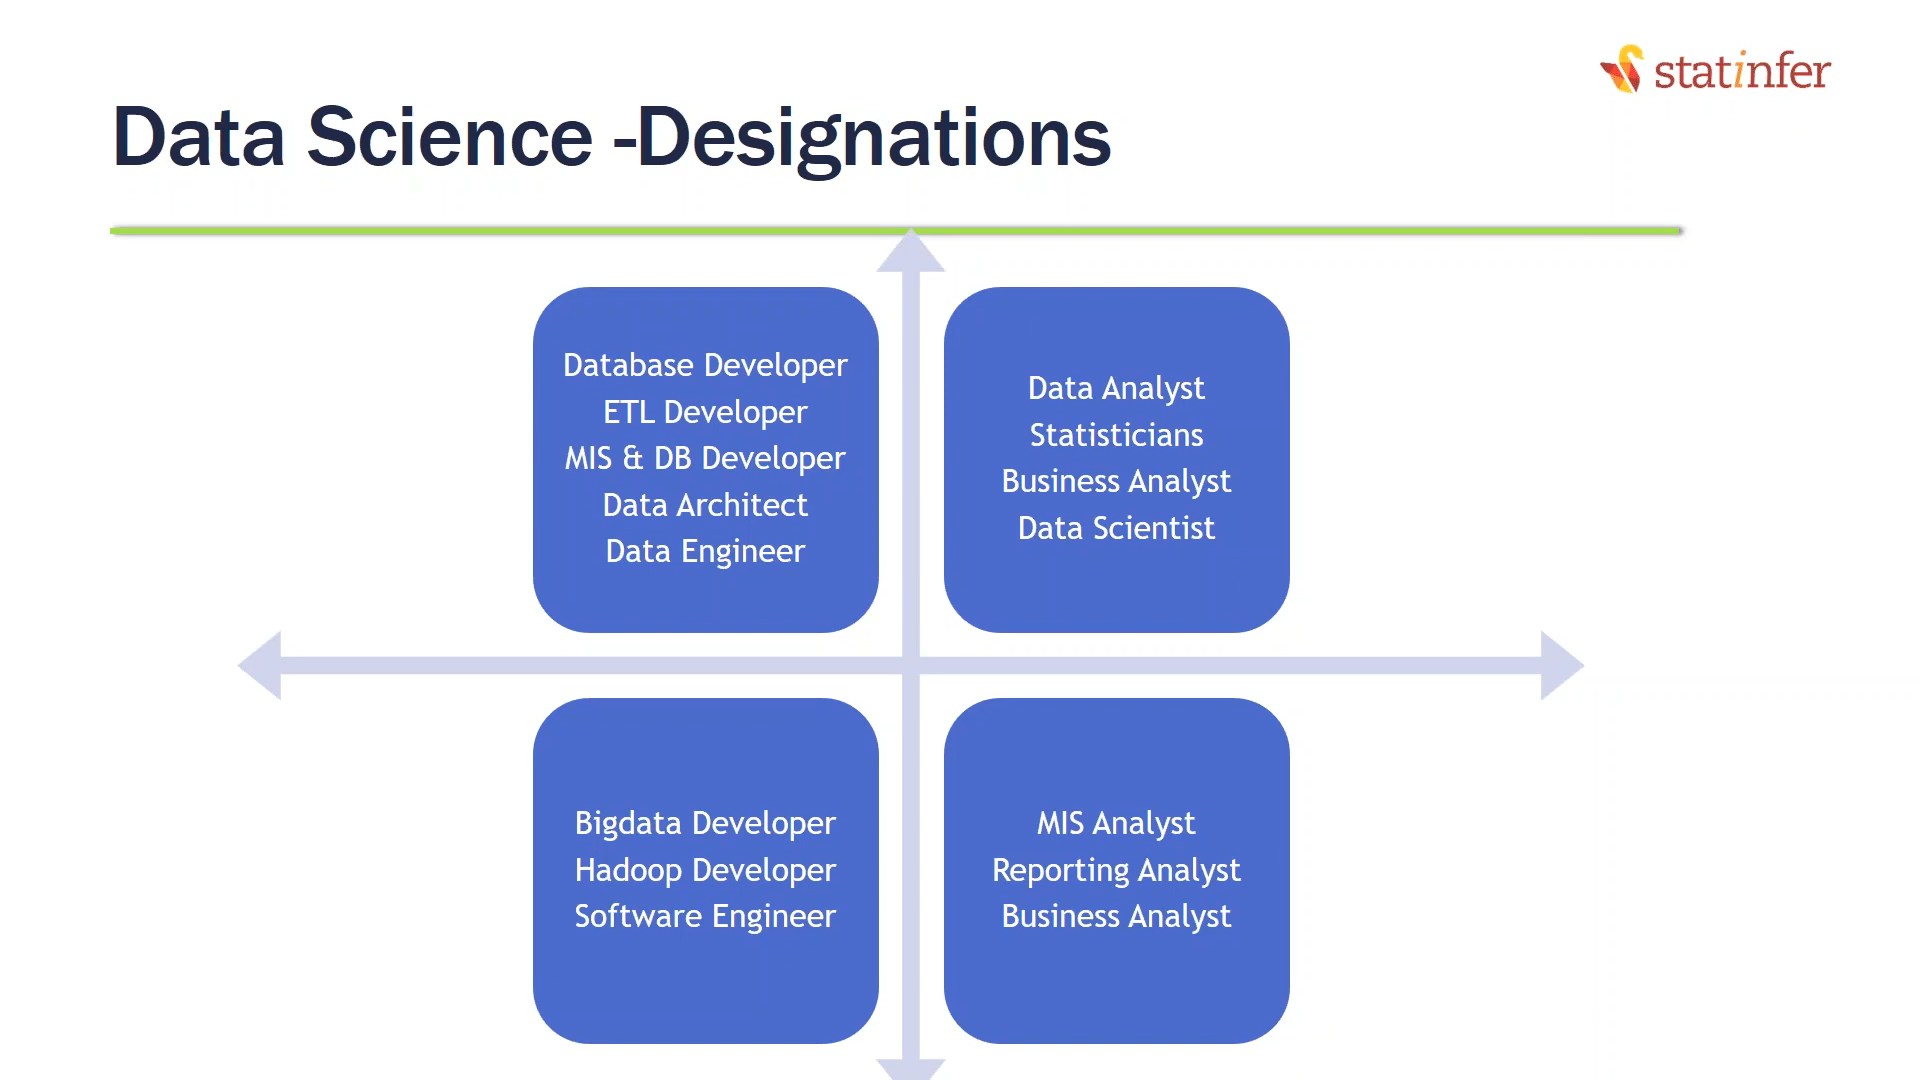 statinfer
Data Science -Designations
Database Developer
ETL Developer
MIS & DB Developer
Data Architect
Data Engineer
Data Analyst
Statisticians
Business Analyst
Data Scientist
Bigdata Developer
Hadoop Developer
Software Engineer
MIS Analyst
Reporting Analyst
Business Analyst